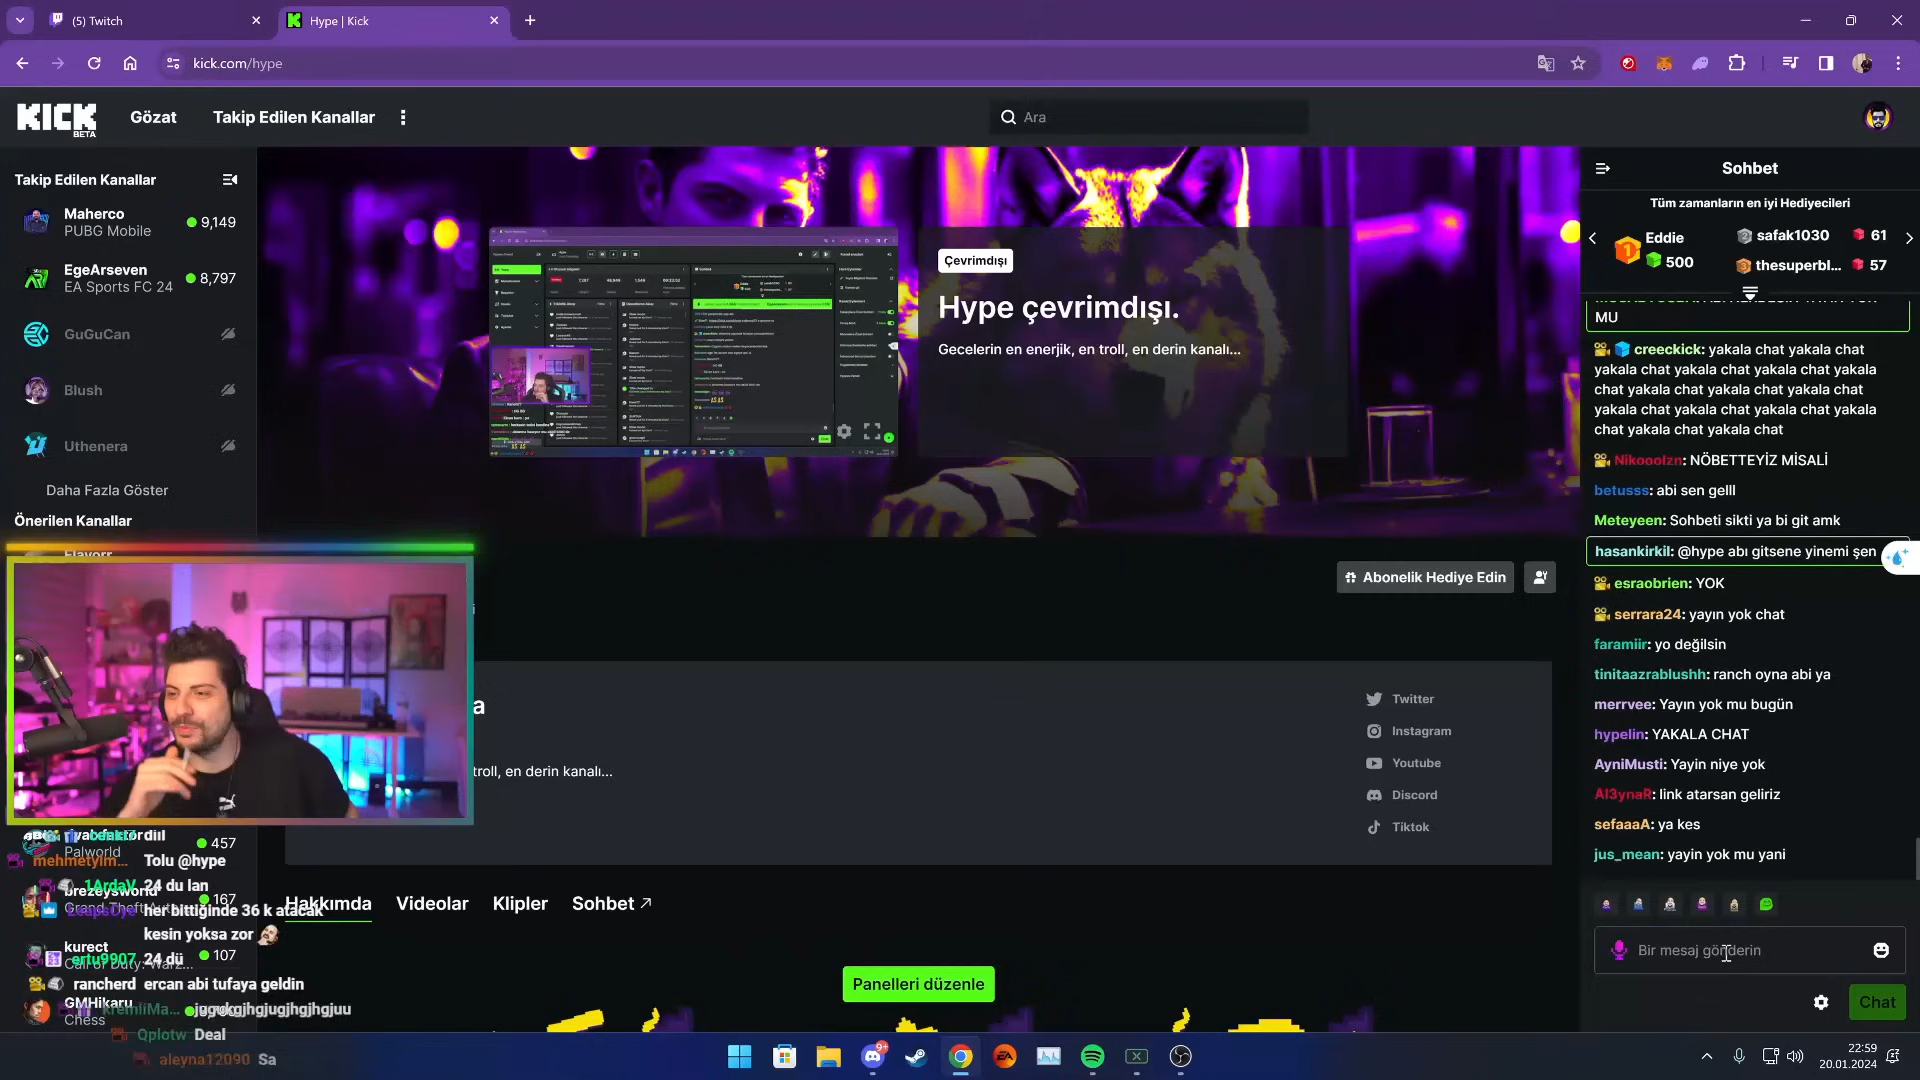 (5) Twitch
Hype | Kick
kick.com/hype
KICK
BETA
Gözat
Takip Edilen Kanallar
Ara
Takip Edilen Kanallar
Maherco
PUBG Mobile
9,149
EgeArseven
EA Sports FC 24
8,797
GuGuCan
Blush
Uthenera
Daha Fazla Göster
Önerilen Kanallar
Çevrimdışı
Hype çevrimdışı.
Gecelerin en enerjik, en troll, en derin kanalı...
Abonelik Hediye Edin
Twitter
Instagram
Youtube
Discord
Tiktok
troll, en derin kanalı...
Hakkımda
Videolar
Klipler
Sohbet
Panelleri düzenle
457
Palworld
Tolu @hype
1ArdaV
24 du lan
brezeysworld
167
her bittiginde 36 k atacak
kesin yoksa zor
kurect
ertu9907
24 dü
107
rancherd
ercan abi tufaya geldin
GMHikaru
Chess
Qplotw
Deal
aleyna12090
Sa
Sohbet
Tüm zamanların en iyi Hediyecileri
Eddie
500
safak1030
61
thesuperbl...
57
MU
creeckick: yakala chat yakala chat
yakala chat yakala chat yakala chat yakala
chat yakala chat yakala chat yakala chat
yakala chat yakala chat yakala chat yakala
chat yakala chat yakala chat
Nikooolzn: NÖBETTEYİZ MİSALİ
betusss: abi sen gelll
Meteyeen: Sohbeti sikti ya bi git amk
hasankirkil: @hype abı gitsene yinemi şen
esraobrien: YOK
serrara24: yayın yok chat
faramiir: yo değilsin
tinitaazrablushh: ranch oyna abi ya
merrvee: Yayın yok mu bugün
hypelin: YAKALA CHAT
AyniMusti: Yayin niye yok
Al3ynaR: link atarsan geliriz
sefaaaA: ya kes
jus_mean: yayin yok mu yani
Bir mesaj gönderin
Chat
9+
22:59
20.01.2024